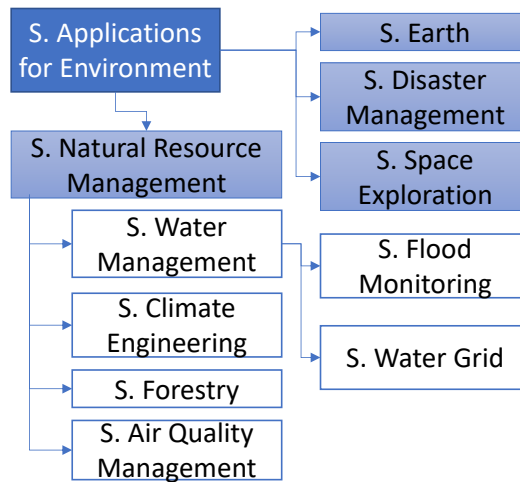 S. Applications
for Environment
S. Earth
S. Disaster
Management
S. Natural Resource
Management
S. Space
Exploration
S. Water
Management
S. Flood
Monitoring
S. Climate
Engineering
S. Water Grid
S. Forestry
S. Air Quality
Management